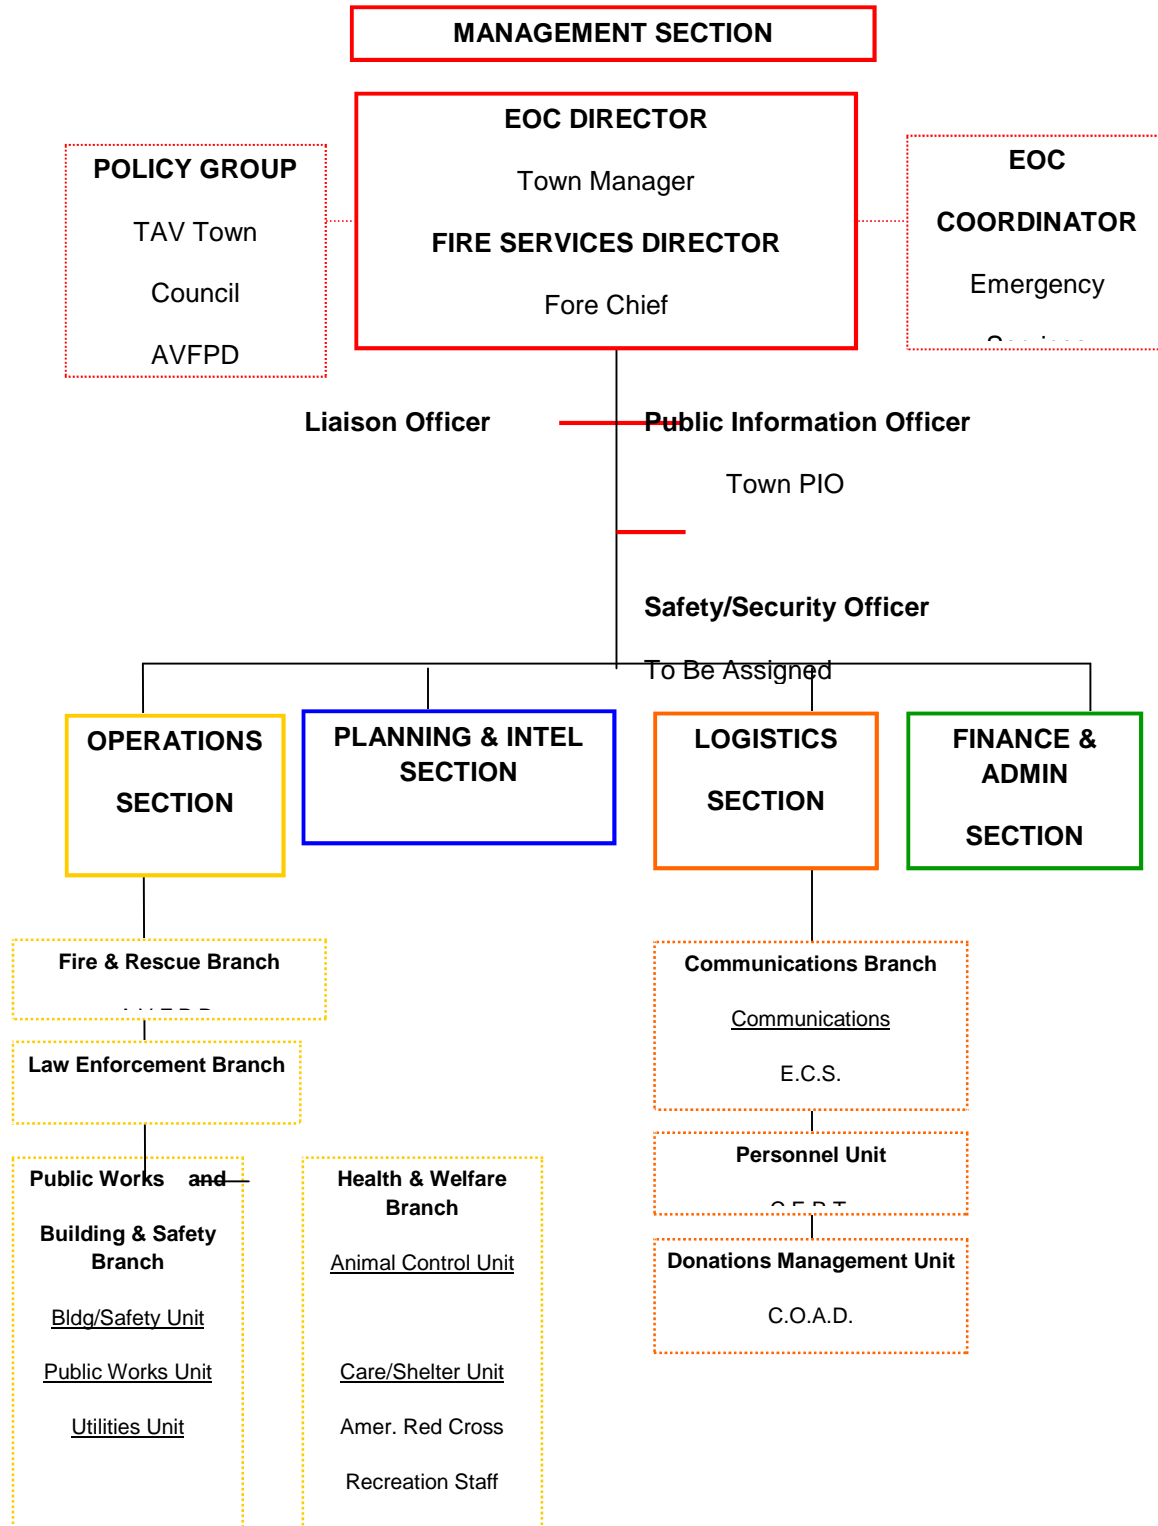 MANAGEMENT SECTION
EOC DIRECTOR
Town Manager
FIRE SERVICES DIRECTOR
Fore Chief
POLICY GROUP
TAV Town
Council
AVFPD
EOC
COORDINATOR
Emergency
Liaison Officer
Public Information Officer
Town PIO
Safety/Security Officer
To Be Assigned
OPERATIONS
SECTION
PLANNING & INTEL
SECTION
LOGISTICS
SECTION
FINANCE &
ADMIN
SECTION
Fire & Rescue Branch
Law Enforcement Branch
Public Works and
Building & Safety
Branch
Bldg/Safety Unit
Public Works Unit
Utilities Unit
Health & Welfare
Branch
Animal Control Unit
Care/Shelter Unit
Amer. Red Cross
Recreation Staff
Communications Branch
Communications
E.C.S.
Personnel Unit
Donations Management Unit
C.O.A.D.